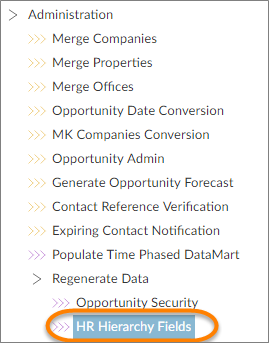 Administration
Merge Companies
Merge Properties
Merge Offices
Opportunity Date Conversion
MK Companies Conversion
Opportunity Admin
Generate Opportunity Forecast
Contact Reference Verification
Expiring Contact Notification
Populate Time Phased DataMart
Regenerate Data
Opportunity Security
HR Hierarchy Fields